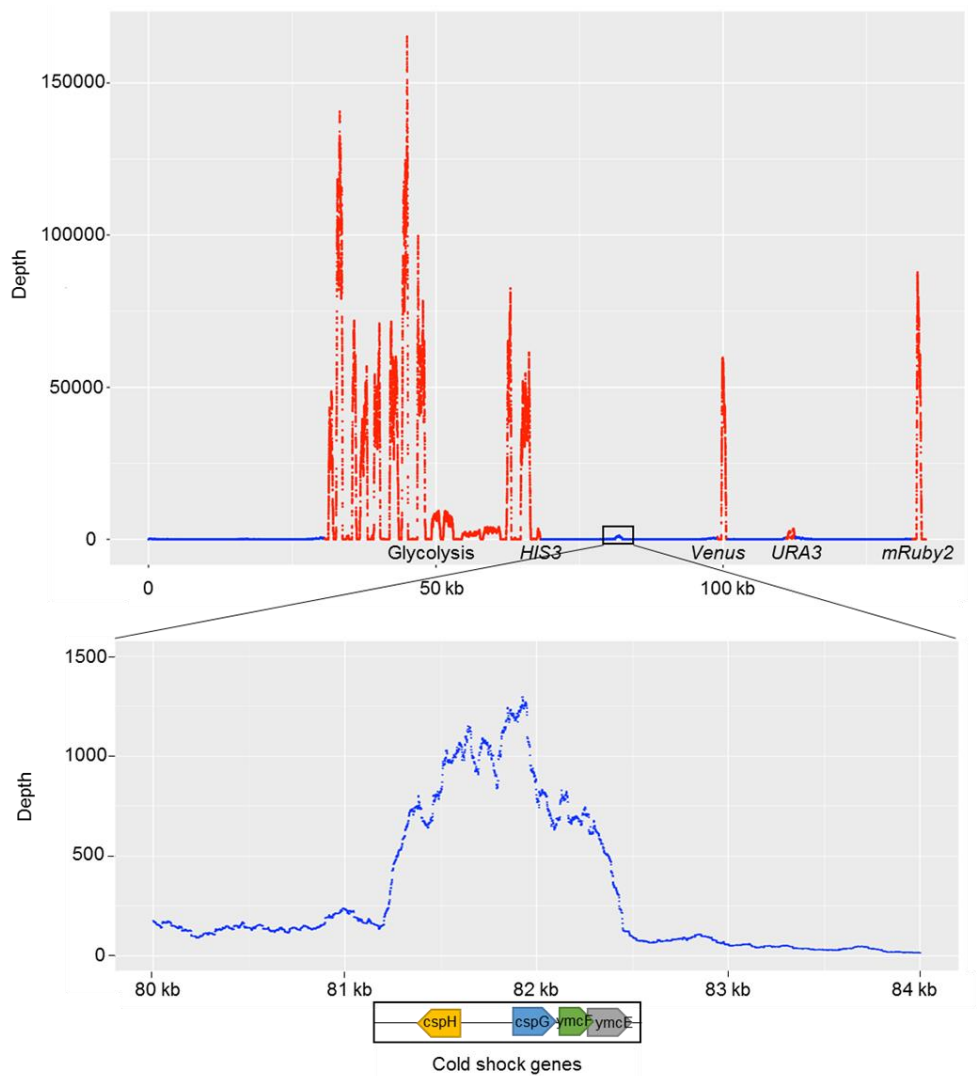 150000
100000
50000
0
Depth
Glycolysis HIS3 Venus URA3 mRuby2
0 50 kb 100 kb
1500
1000
500
0
Depth
80 kb 81 kb 82 kb 83 kb 84 kb
cspH cspG ymcF ymcE
Cold shock genes